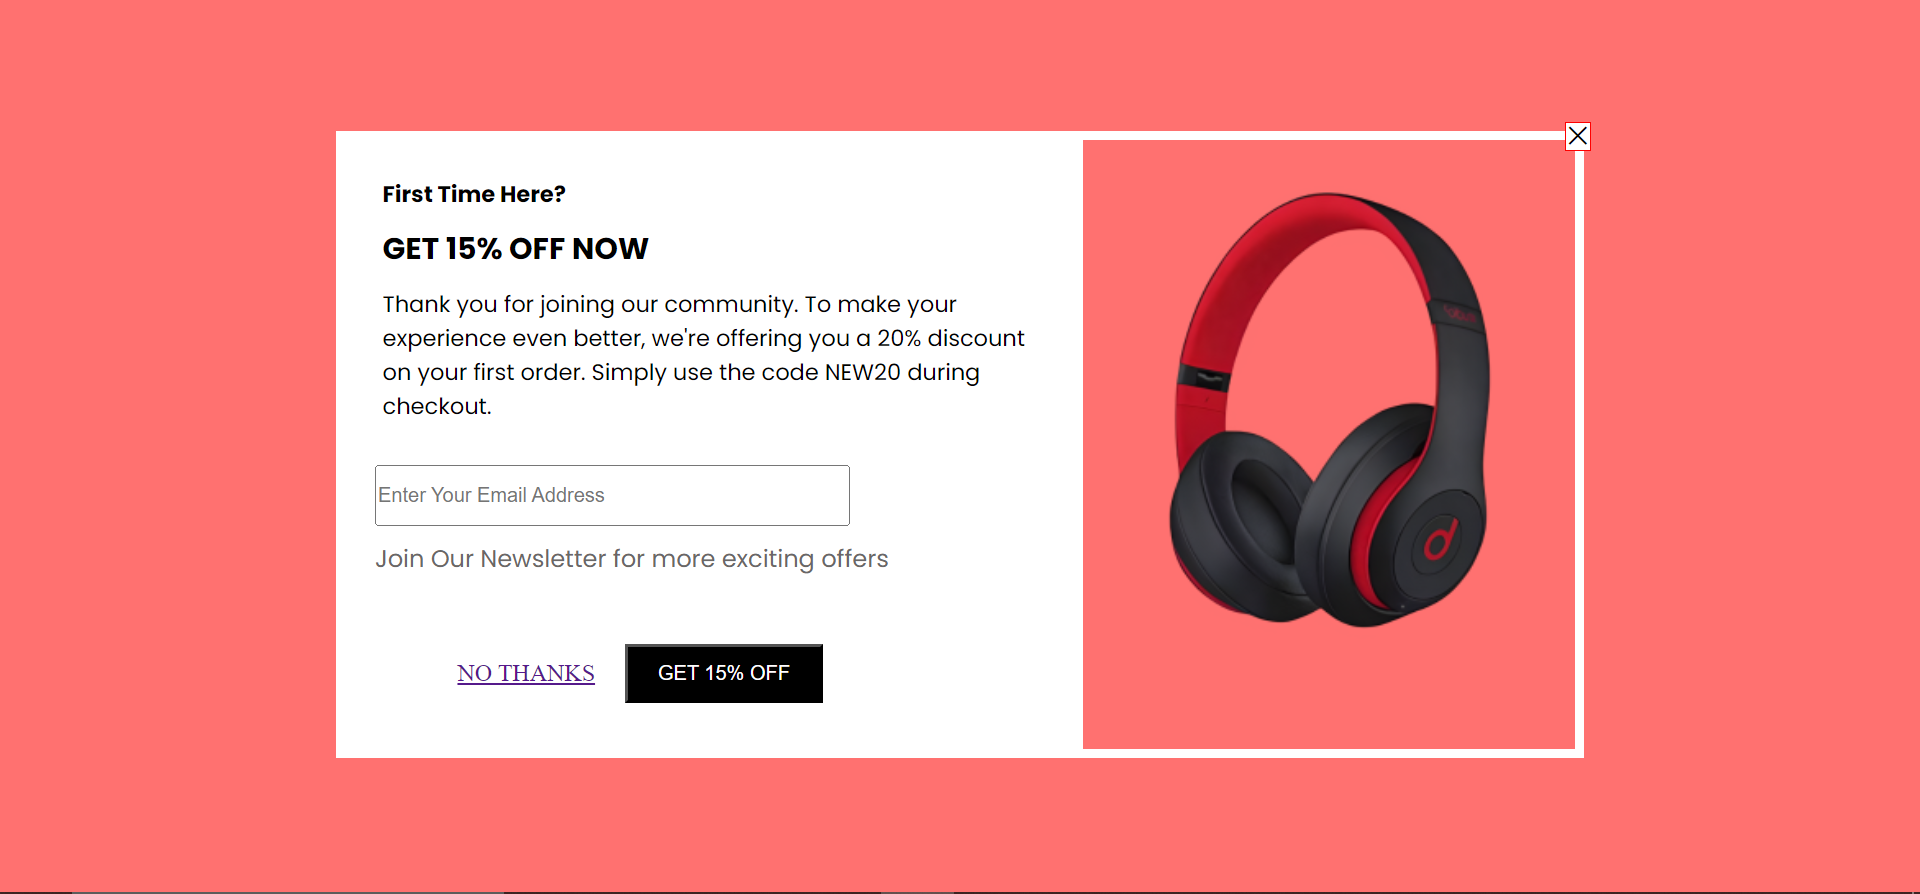 First Time Here?
GET 15% OFF NOW
Thank you for joining our community. To make your
experience even better, we're offering you a 20% discount
on your first order. Simply use the code NEW20 during
checkout.
Enter Your Email Address
Join Our Newsletter for more exciting offers
NO THANKS
GET 15% OFF